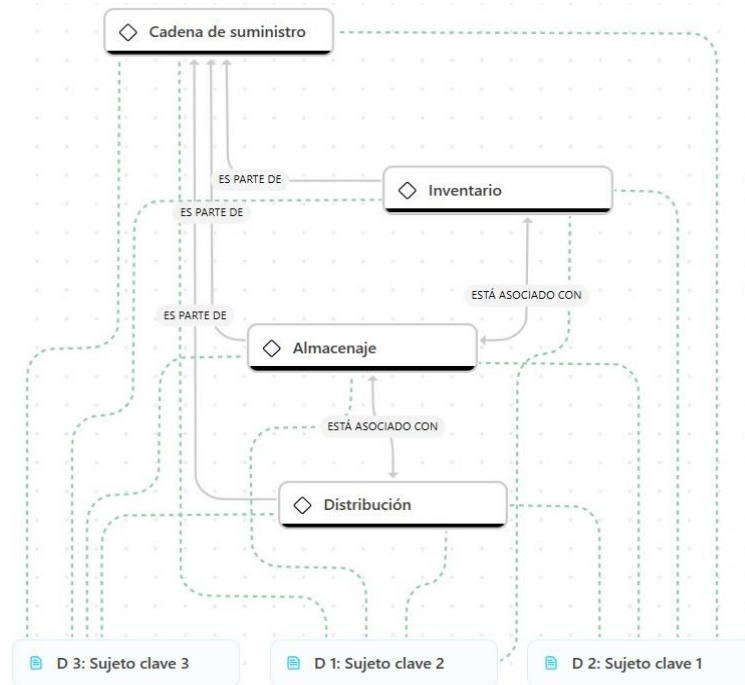 Cadena de suministro
ES PARTE DE
Inventario
ES PARTE DE
ESTÁ ASOCIADO CON
ES PARTE DE
Almacenaje
ESTÁ ASOCIADO CON
Distribución
D 3: Sujeto clave 3
D 1: Sujeto clave 2
D 2: Sujeto clave 1